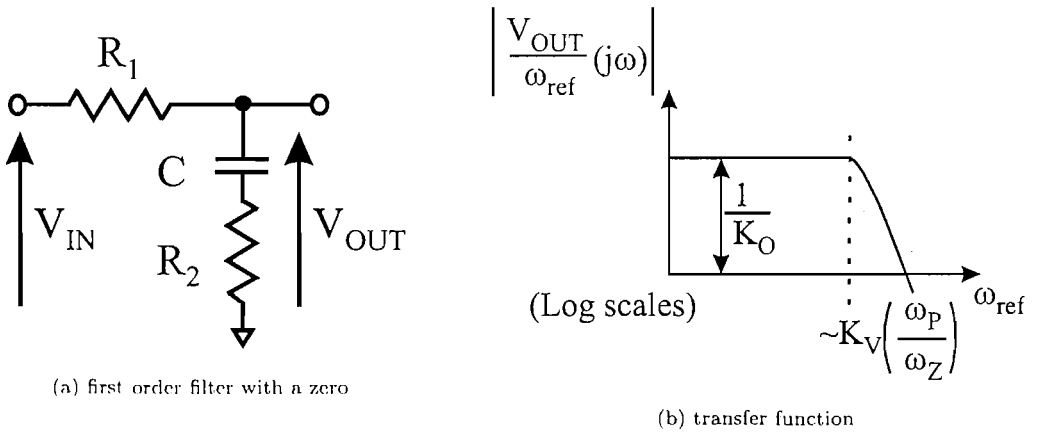 R1
C
R2
VIN
VOUT
(a) first order filter with a zero
|VOUT/ωref (jω)|
1/KO
(Log scales)
ωref
~KV(ωP/ωZ)
(b) transfer function